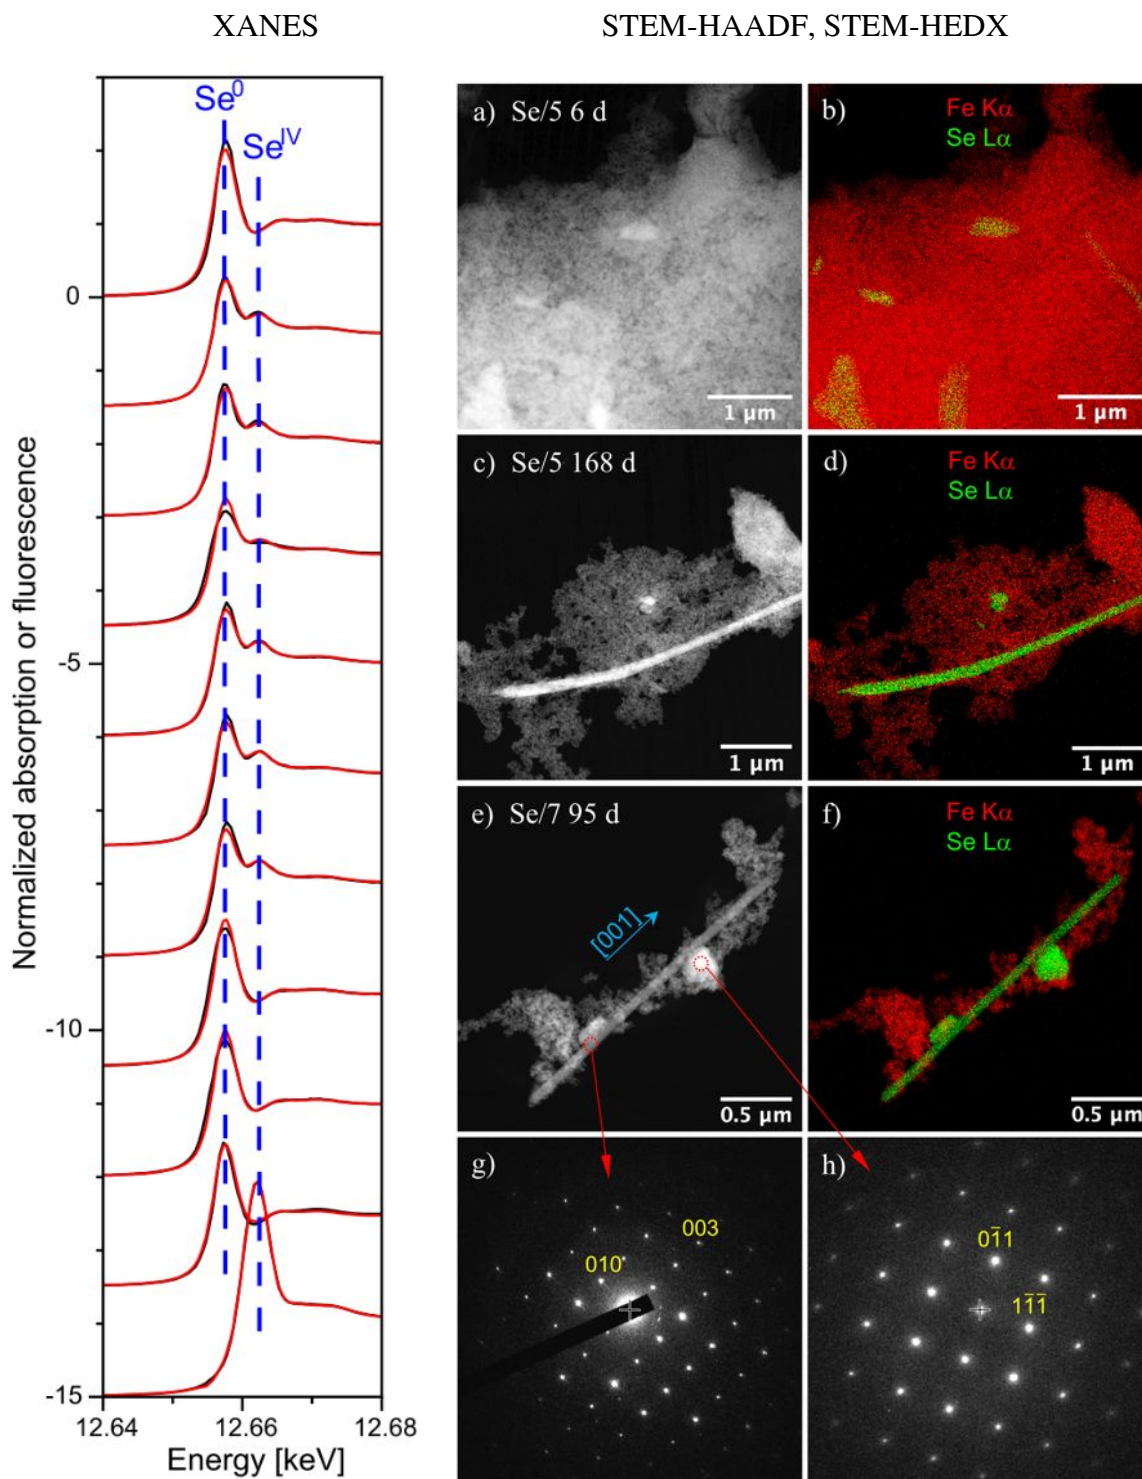 XANES
STEM-HAADF, STEM-HEDX
Se⁰
Se^IV
0
-5
-10
-15
12.64
12.66
12.68
Normalized absorption or fluorescence
Energy [keV]
a) Se/5 6 d
1 µm
b)
Fe Kα
Se Lα
1 µm
c) Se/5 168 d
1 µm
d)
Fe Kα
Se Lα
1 µm
e) Se/7 95 d
[001]
0.5 µm
f)
Fe Kα
Se Lα
0.5 µm
g)
003
010
h)
01̄1
11̄1̄